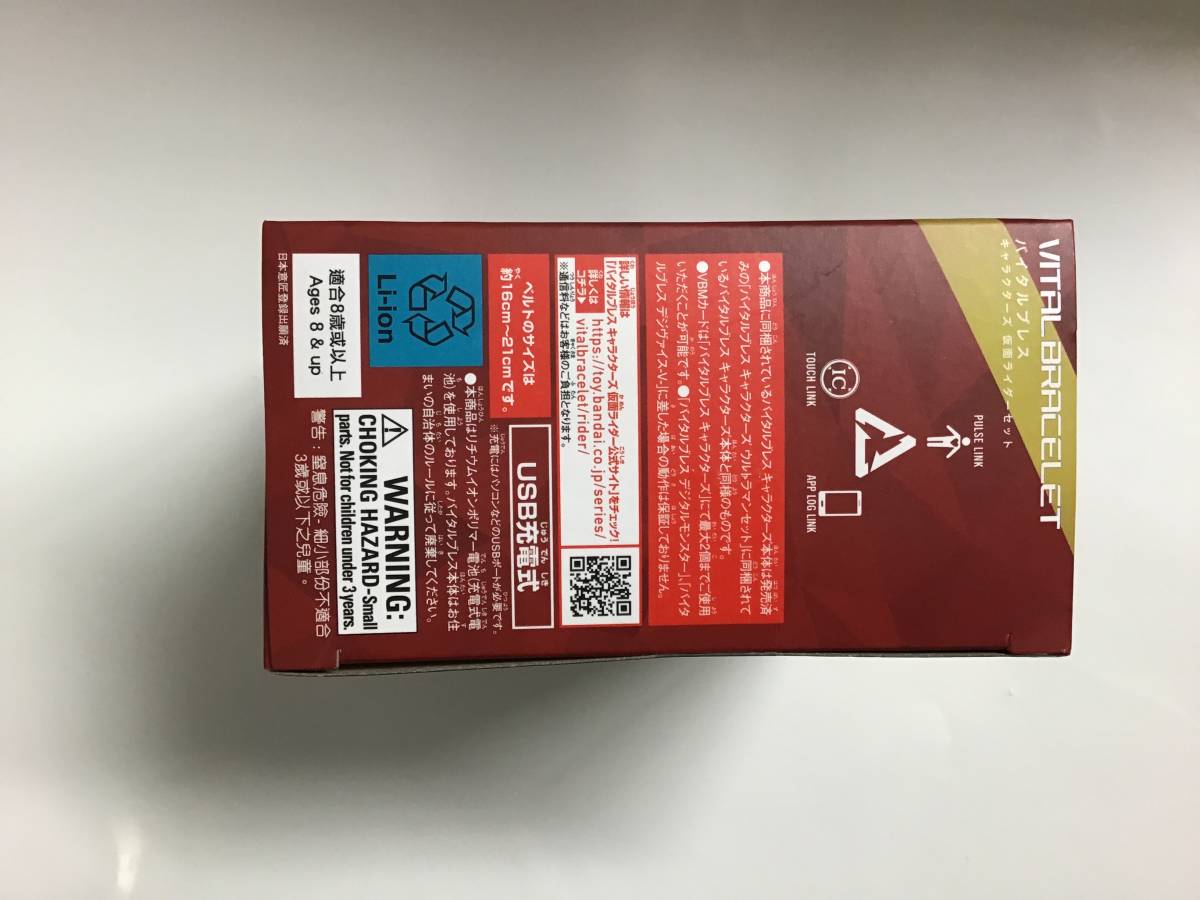 VITAL BRACELET
バイタルブレス
キャラクターズ 仮面ライダーセット
PULSE LINK
ic
TOUCH LINK
APP LOG LINK
●本商品に同梱されているバイタルブレス キャラクターズ本体は発売済
みの「バイタルブレス キャラクターズ ウルトラマンセット」に同梱されて
いるバイタルブレス キャラクターズ本体と同様のものです。
●VBMカードは「バイタルブレス キャラクターズ」にて最大2個までご使用
いただくことが可能です。●「バイタルブレス デジタルモンスター」、「バイタ
ルブレス デジヴァイス-V-」に差した場合の動作は保証しておりません。
詳しい情報は
「バイタルブレス キャラクターズ 仮面ライダー公式サイト」をチェック!
詳しくは
コチラ▶
https://toy.bandai.co.jp/series/
vitalbracelet/rider/
※通信料などはお客様のご負担となります。
ベルトのサイズは
約16cm〜21cmです。
USB充電式
※充電にはパソコンなどのUSBポートが必要です。
●本商品はリチウムイオンポリマー電池(充電式電
池)を使用しております。バイタルブレス本体はお住
まいの自治体のルールに従って廃棄してください。
Li-ion
適合8歲或以上
Ages 8 & up
WARNING:
CHOKING HAZARD-Small
parts. Not for children under 3 years.
警告:窒息危險-細小部份不適合
3歲或以下之兒童。
日本意匠登録出願済